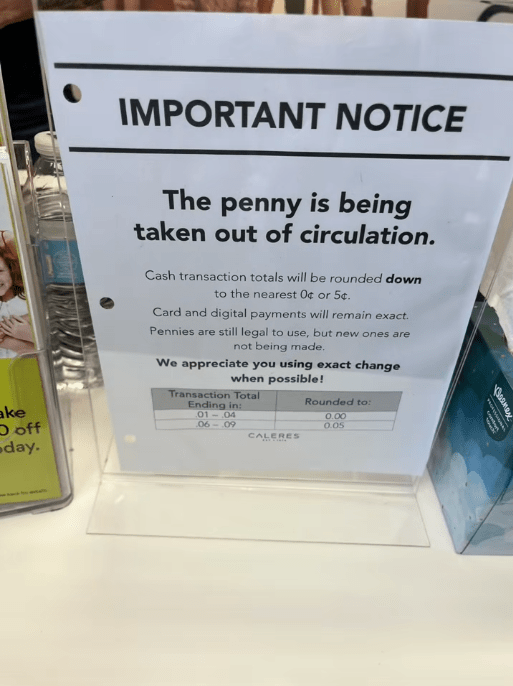 IMPORTANT NOTICE
The penny is being
taken out of circulation.
Cash transaction totals will be rounded down
to the nearest 0¢ or 5¢.
Card and digital payments will remain exact.
Pennies are still legal to use, but new ones are
not being made.
We appreciate you using exact change
when possible!
Transaction Total
Ending in:
Rounded to:
.01 - .04
0.00
.06 - .09
0.05
CALERES
ake
0 off
day.
Kleenex